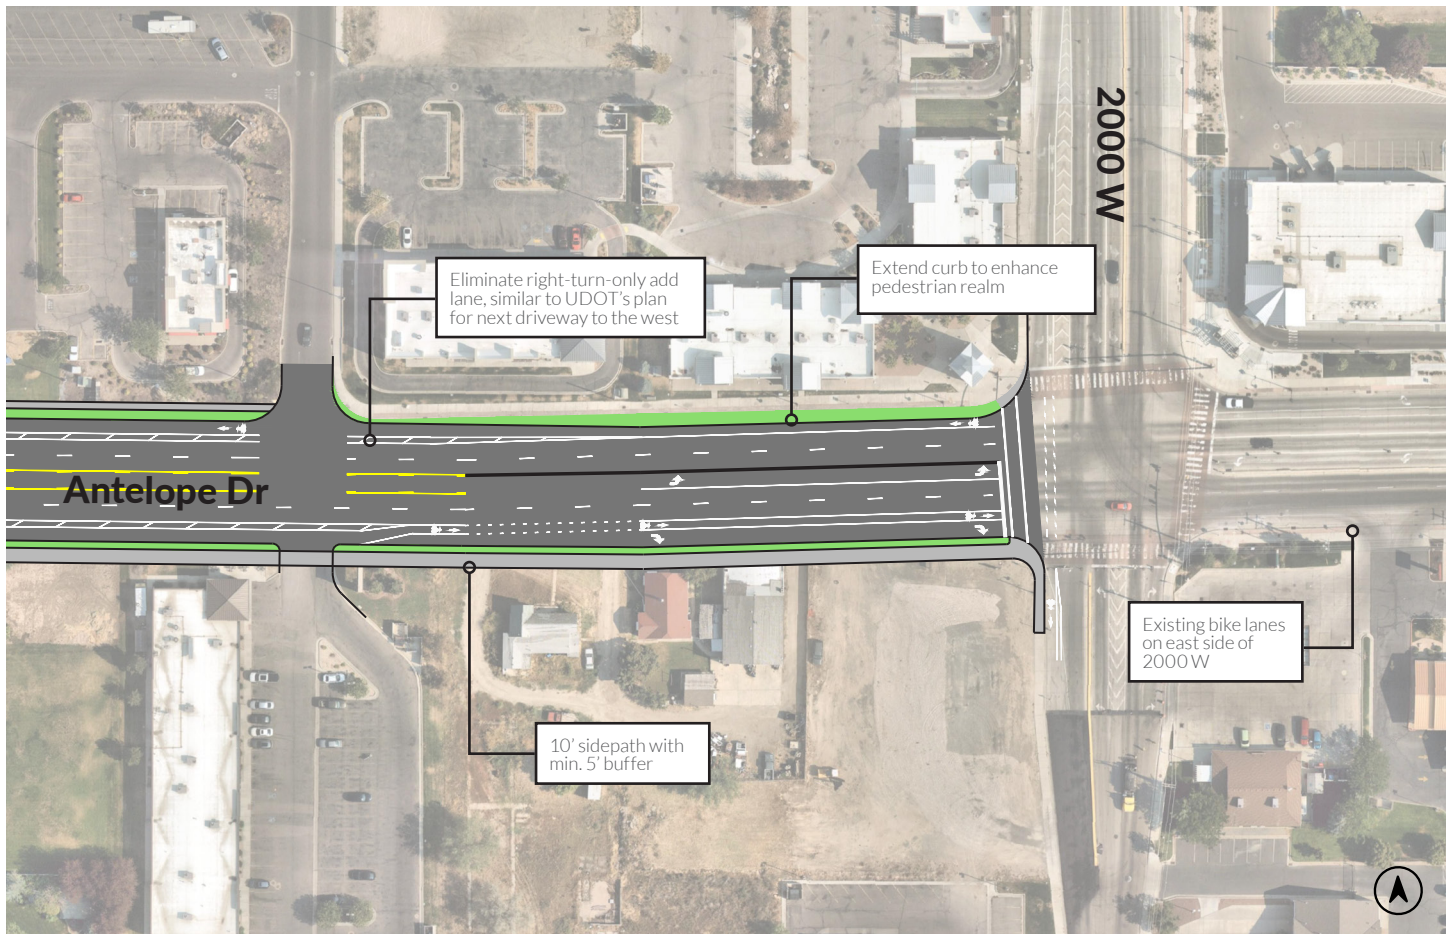 2000 W
Eliminate right-turn-only add
lane, similar to UDOT's plan
for next driveway to the west
Extend curb to enhance
pedestrian realm
Antelope Dr
Existing bike lanes
on east side of
2000 W
10' sidepath with
min. 5' buffer